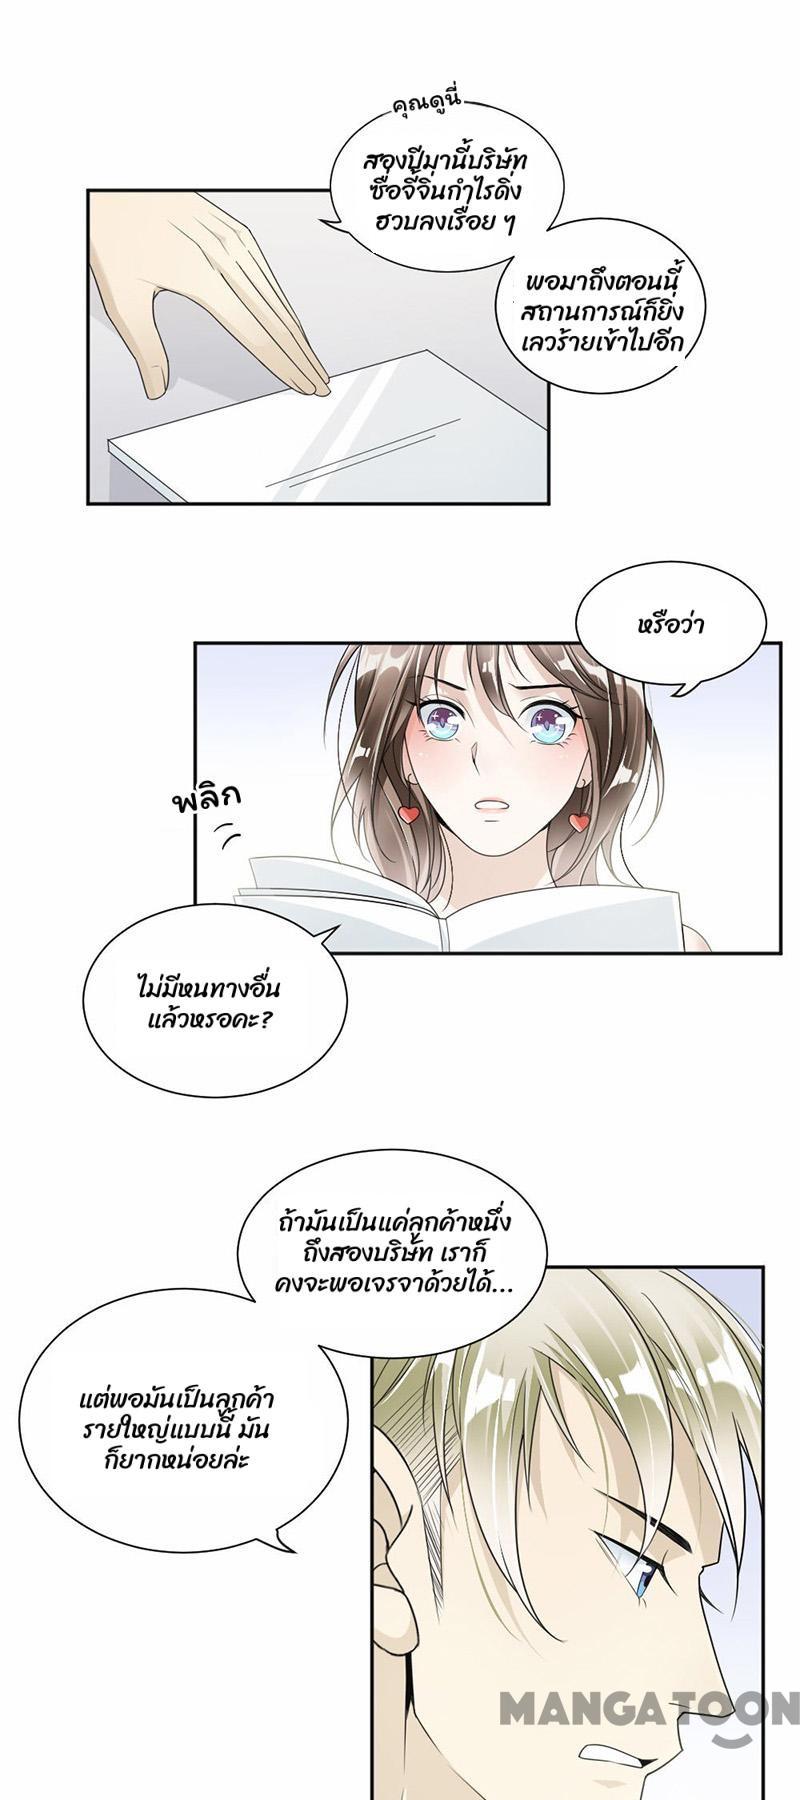 คุณดูนี่
สองปีมานี้บริษัท
ซื่อจี้จิ่นกำไรดิ่ง
ฮวบลงเรื่อย ๆ
พอมาถึงตอนนี้
สถานการณ์ก็ยิ่ง
เลวร้ายเข้าไปอีก
หรือว่า
พลิก
ไม่มีหนทางอื่น
แล้วหรอคะ?
ถ้ามันเป็นแค่ลูกค้าหนึ่ง
ถึงสองบริษัท เราก็
คงจะพอเจรจาด้วยได้...
แต่พอมันเป็นลูกค้า
รายใหญ่แบบนี้ มัน
ก็ยากหน่อยล่ะ
MANGATOON